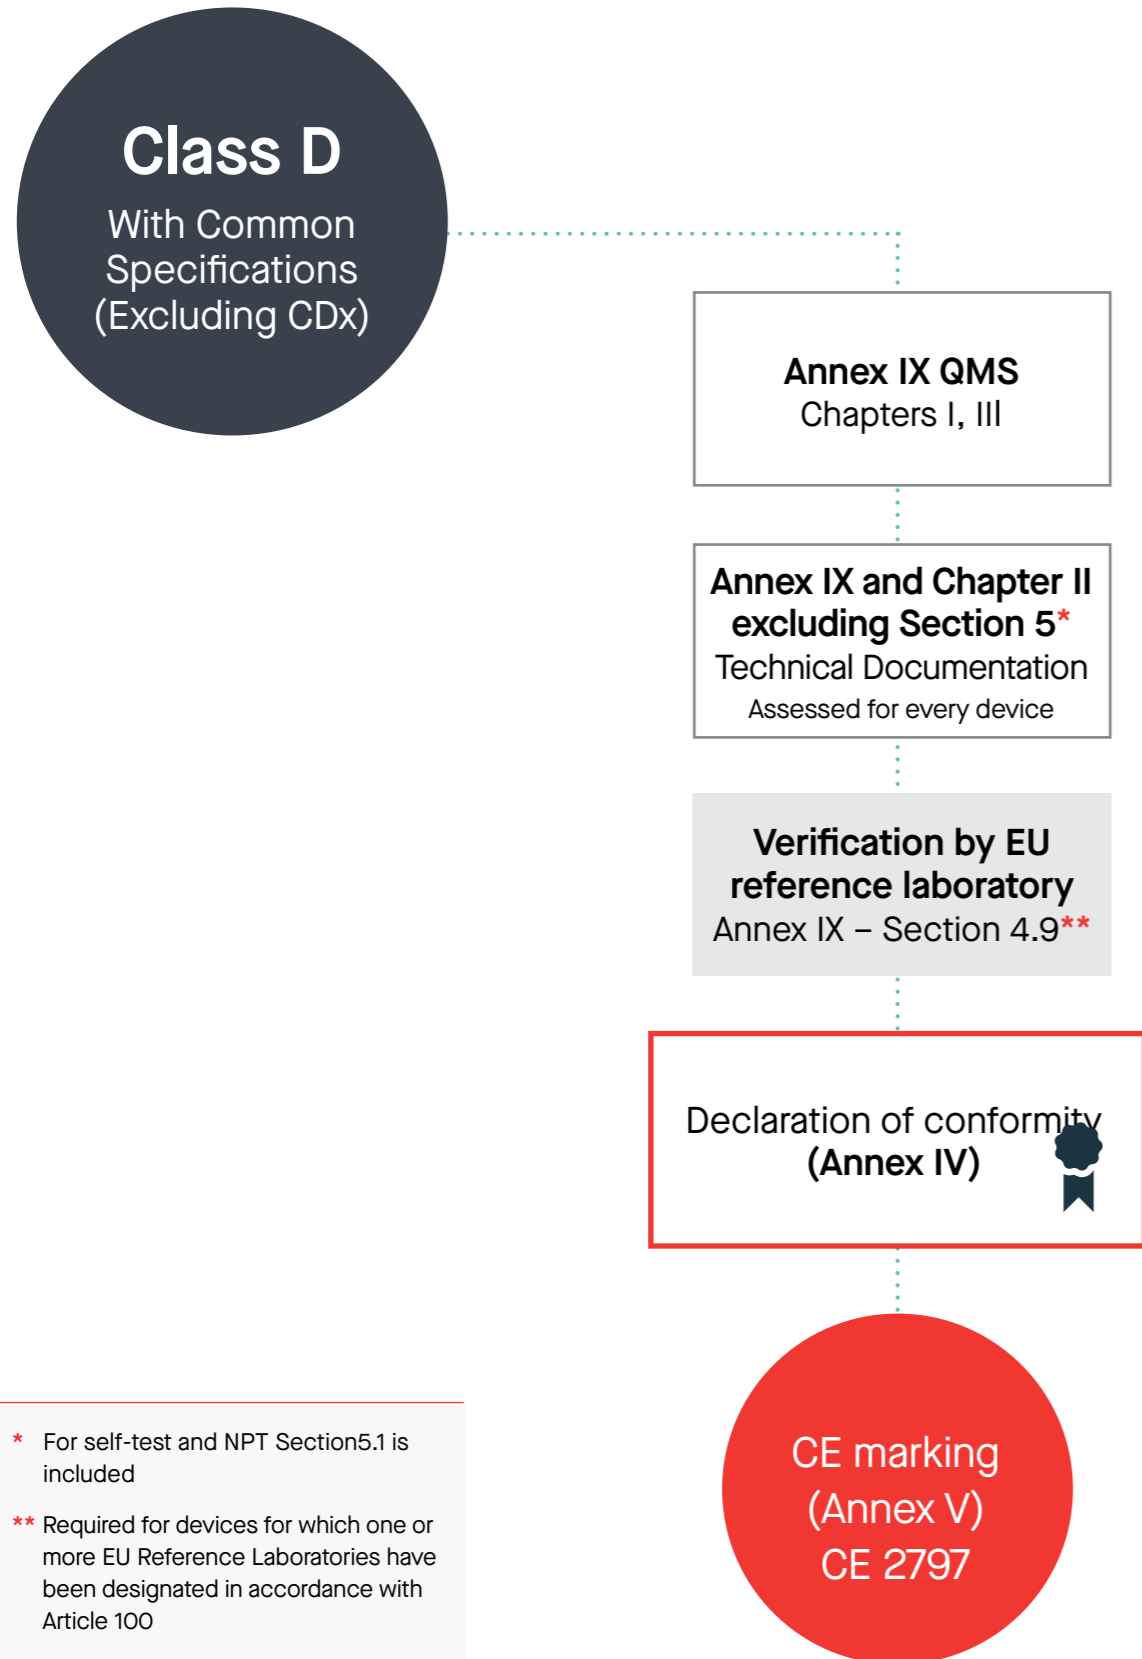 Class D
With Common
Specifications
(Excluding CDx)
Annex IX QMS
Chapters I, III
Annex IX and Chapter II
excluding Section 5*
Technical Documentation
Assessed for every device
Verification by EU
reference laboratory
Annex IX – Section 4.9**
Declaration of conformity
(Annex IV)
CE marking
(Annex V)
CE 2797
* For self-test and NPT Section5.1 is
included
** Required for devices for which one or
more EU Reference Laboratories have
been designated in accordance with
Article 100